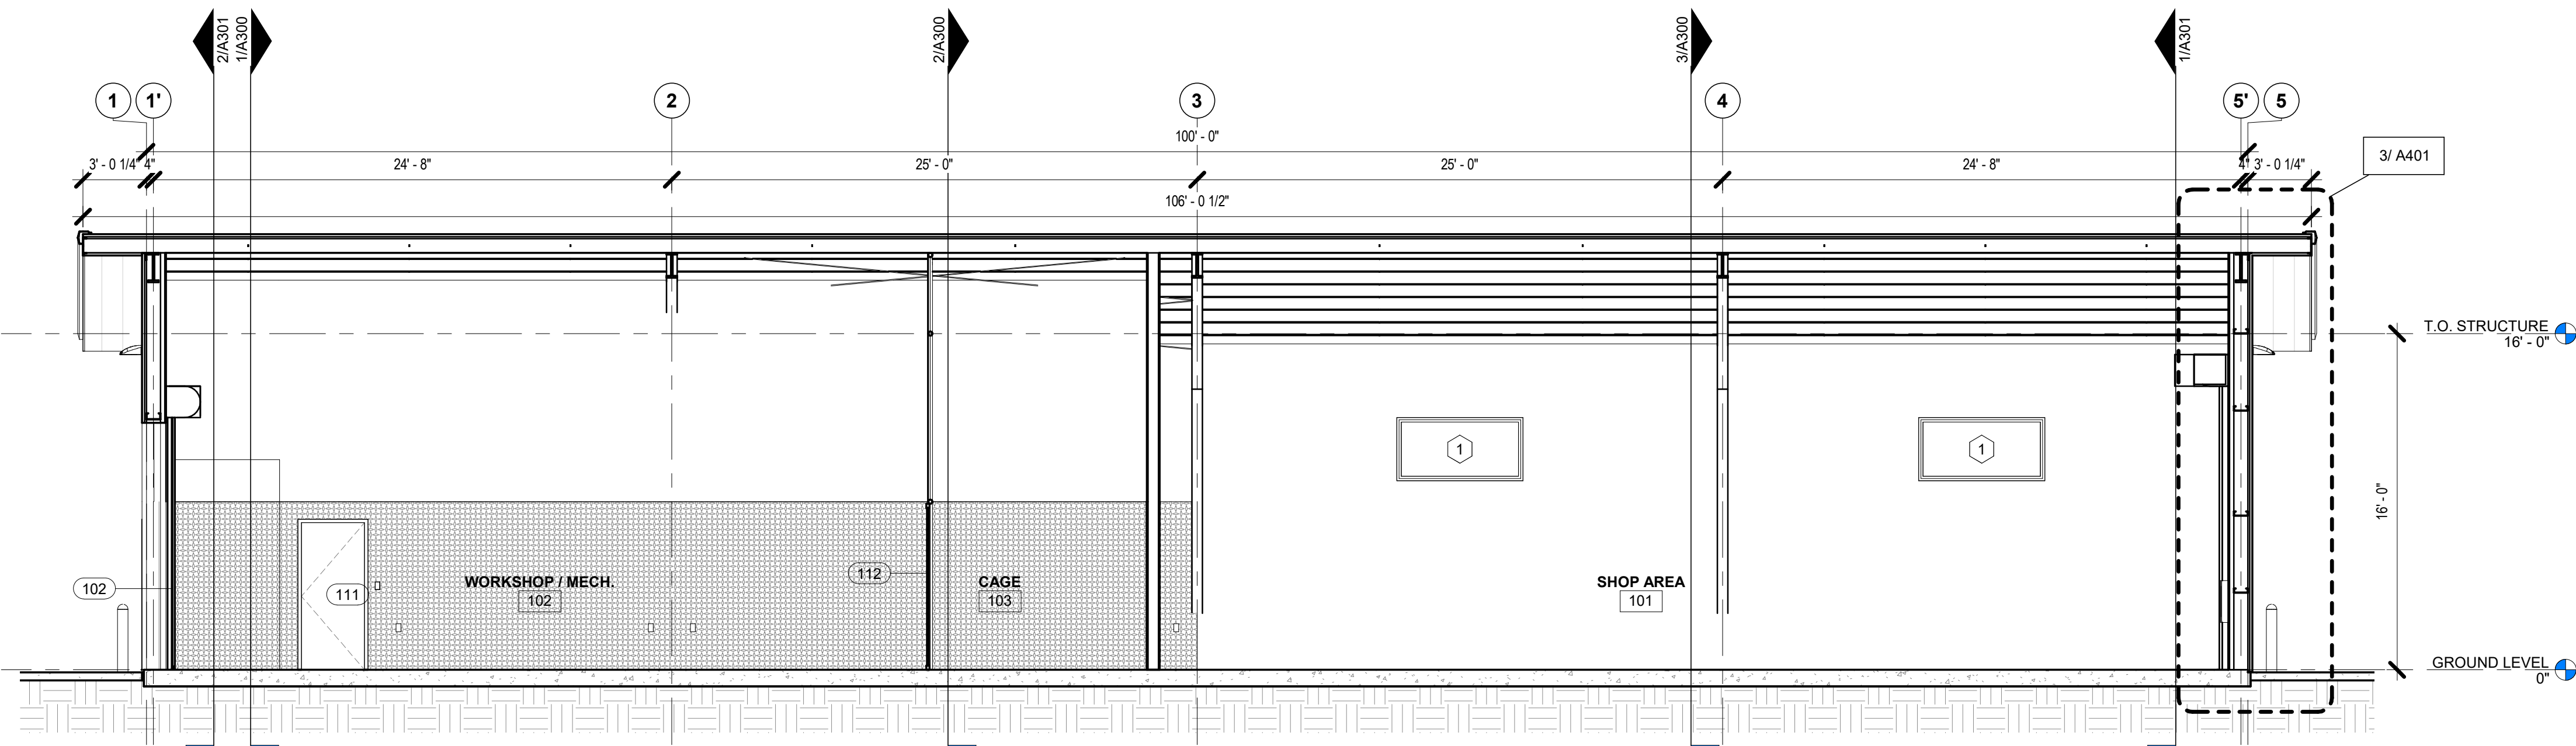 2/A301
1/A300
2/A300
3/A300
1/A301
1
1'
2
3
4
5'
5
100' - 0"
3' - 0 1/4"
4"
24' - 8"
25' - 0"
25' - 0"
24' - 8"
4"
3' - 0 1/4"
3/ A401
106' - 0 1/2"
T.O. STRUCTURE
16' - 0"
1
1
16' - 0"
102
111
WORKSHOP / MECH.
102
112
CAGE
103
SHOP AREA
101
GROUND LEVEL
0"